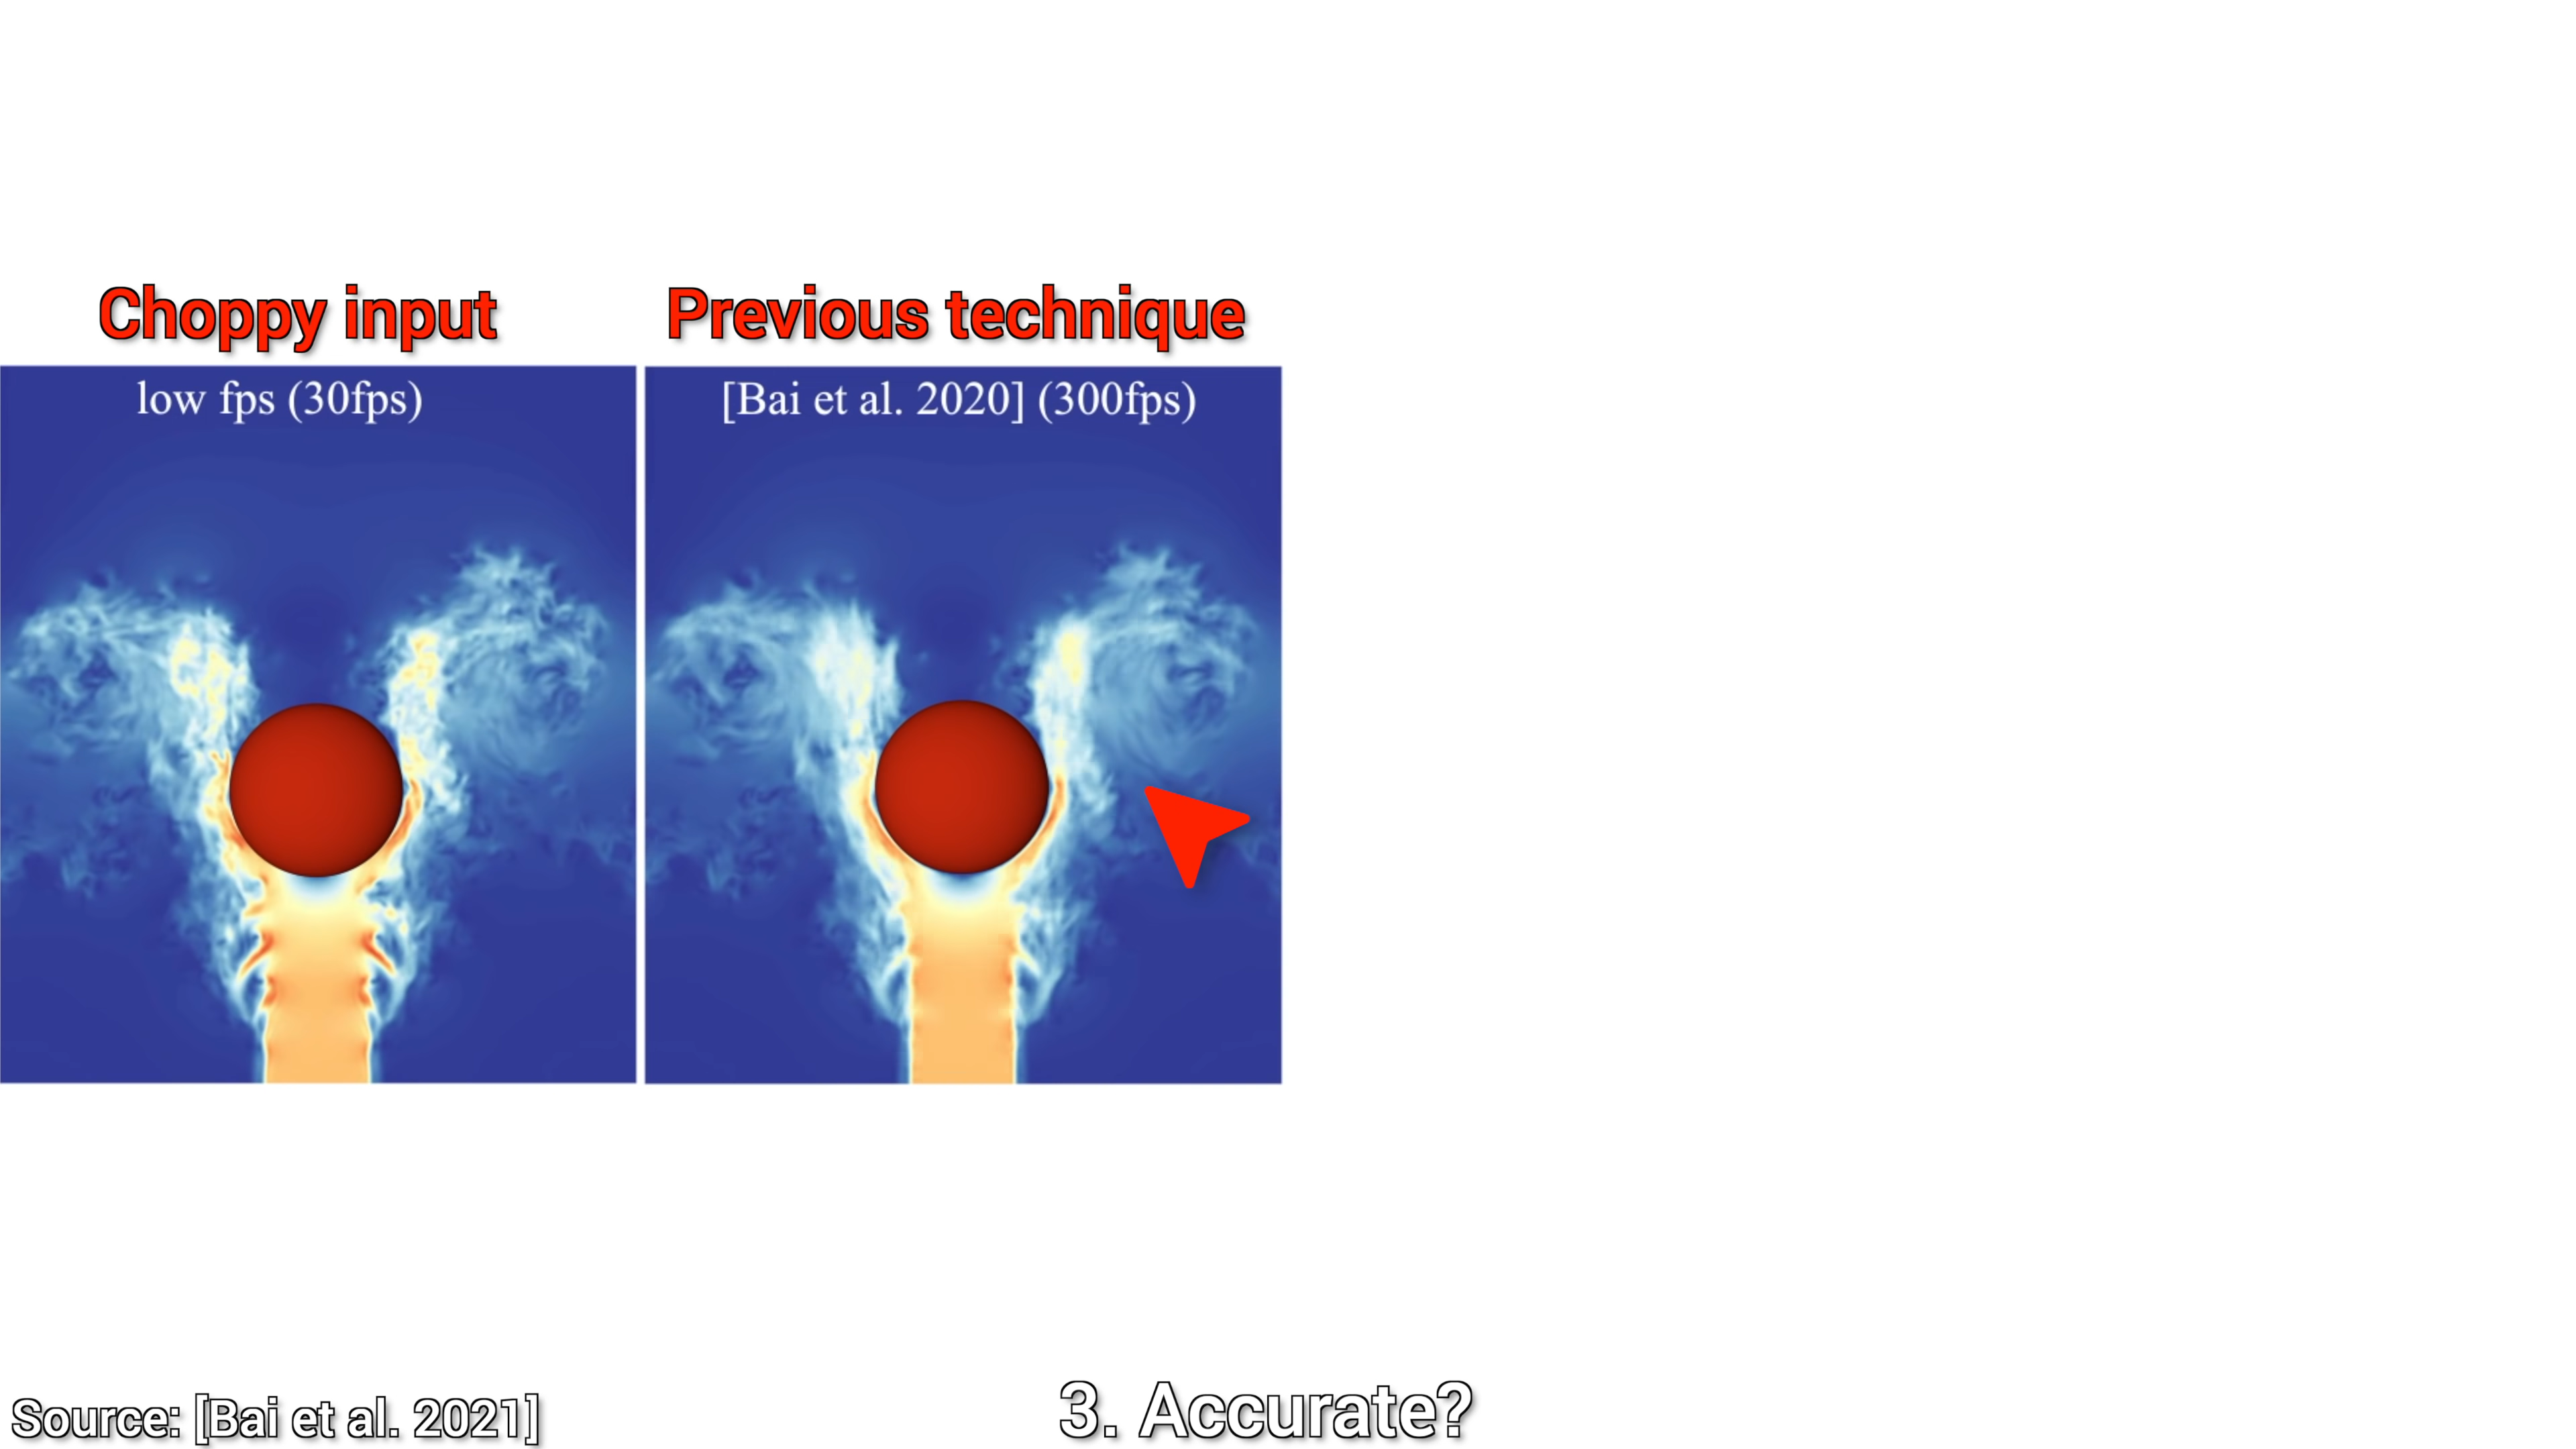 Choppy input
Previous technique
low fps (30fps)
[Bai et al. 2020] (300fps)
Source: [Bai et al. 2021]
3. Accurate?